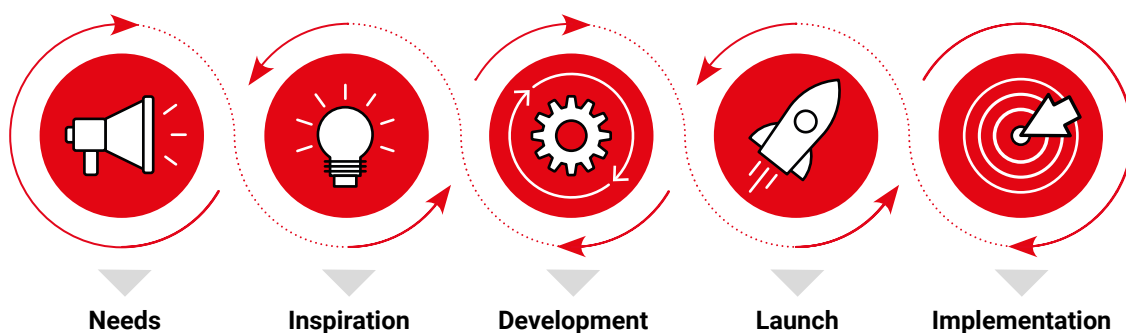 Needs
Inspiration
Development
Launch
Implementation